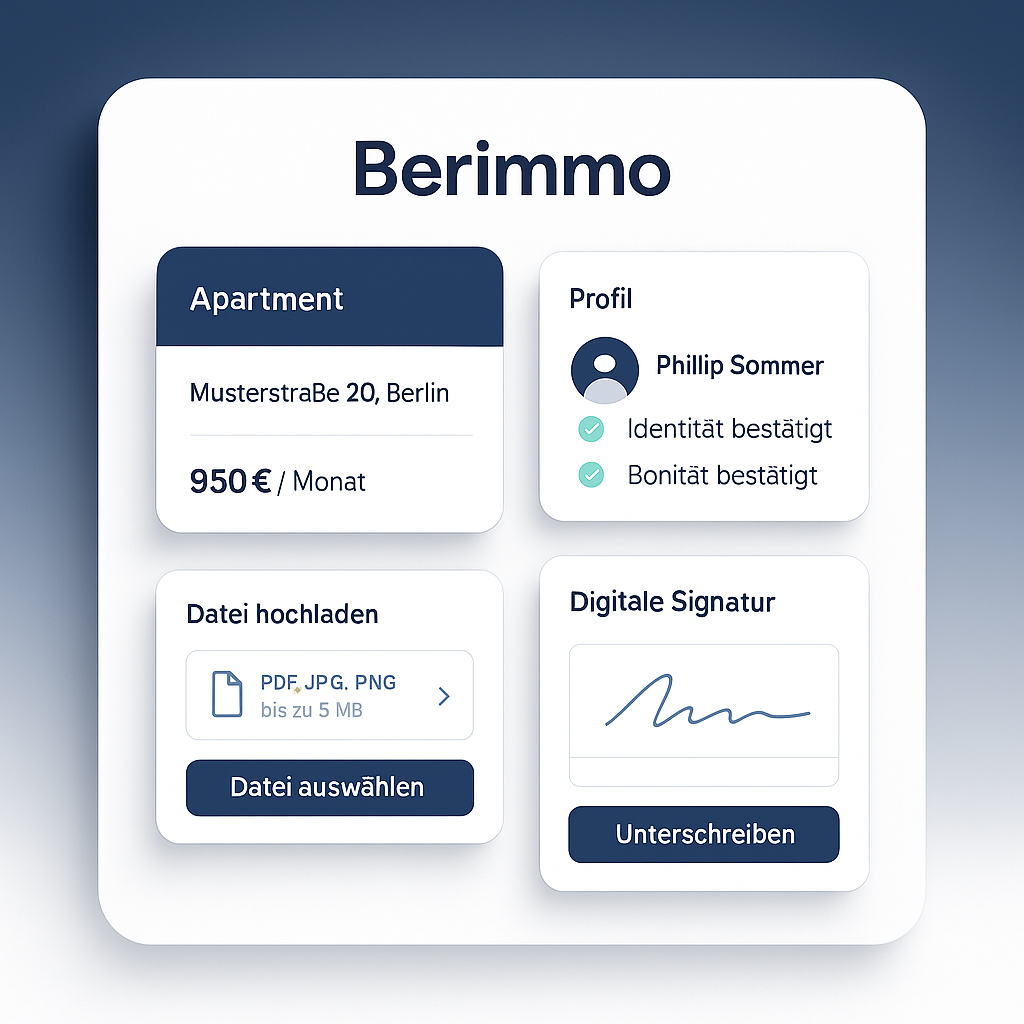 Berimmo
Apartment
Musterstraße 20, Berlin
950 € / Monat
Profil
Phillip Sommer
Identität bestätigt
Bonität bestätigt
Datei hochladen
PDF, JPG. PNG
bis zu 5 MB
Datei auswählen
Digitale Signatur
Unterschreiben